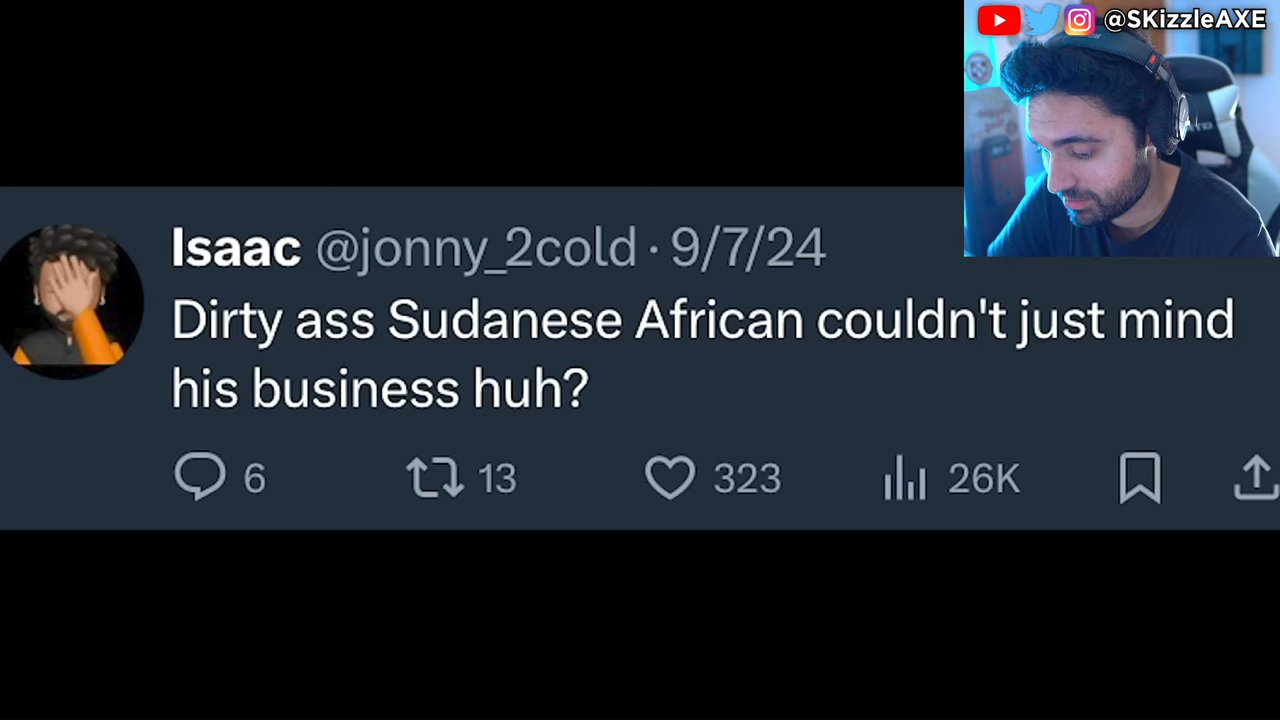 @SKizzleAXE
Isaac @jonny_2cold · 9/7/24
Dirty ass Sudanese African couldn't just mind
his business huh?
6 13 323 26K